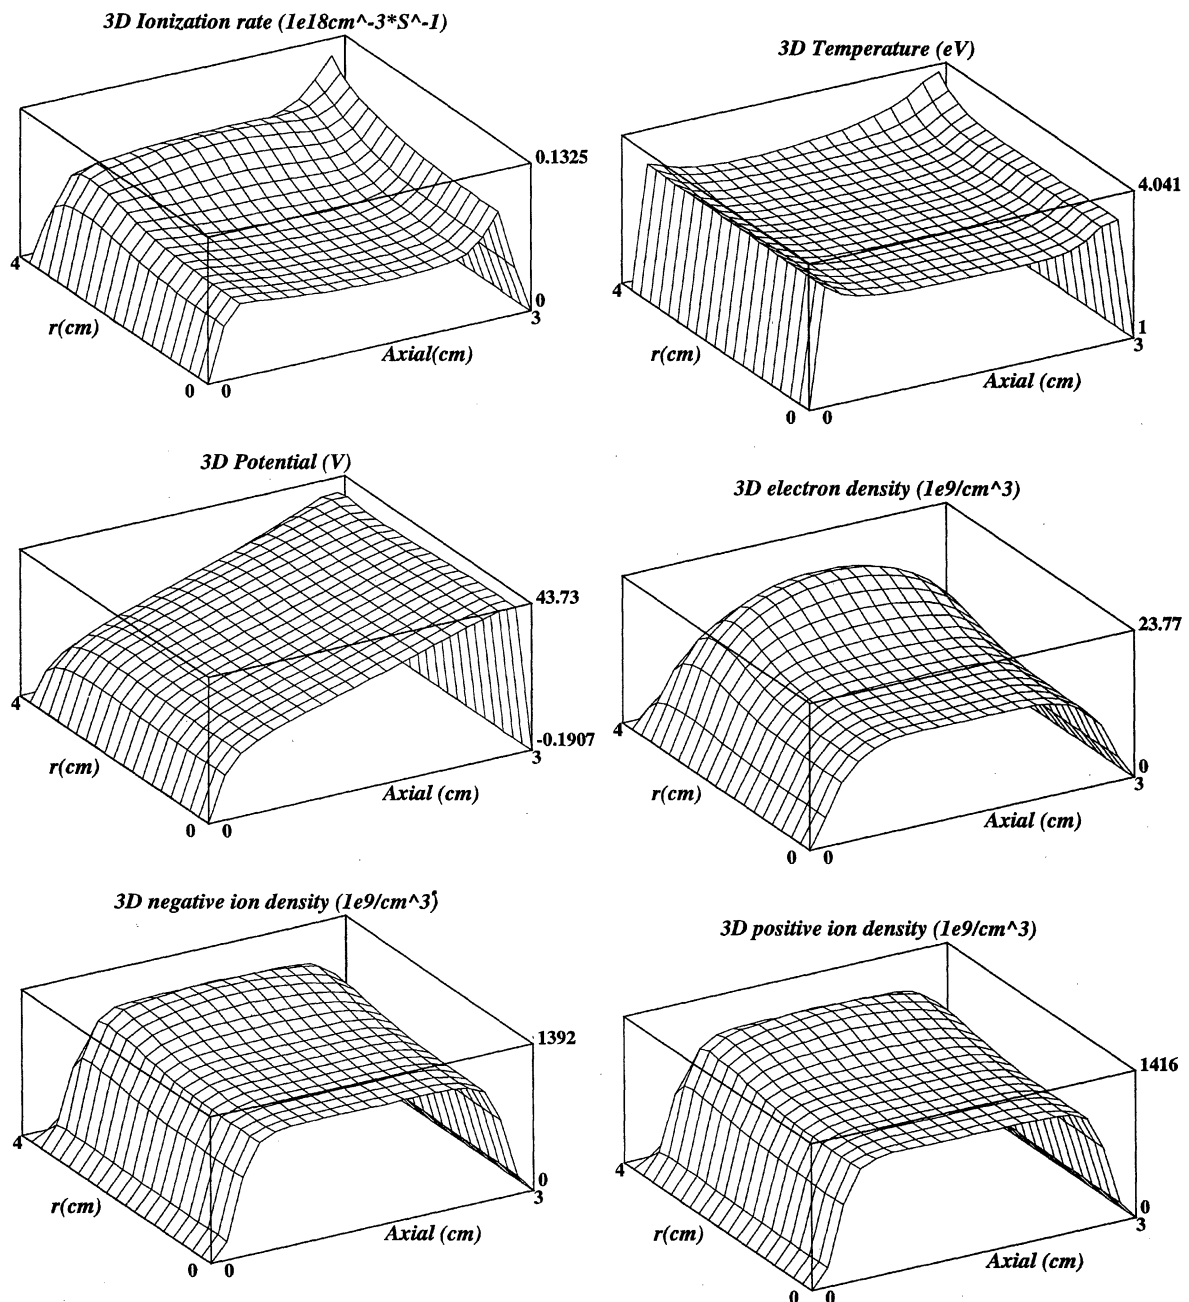 3D Ionization rate (1e18cm^-3*S^-1)
0.1325
0
3
4
r(cm)
Axial(cm)
0 0
3D Temperature (eV)
4.041
1
3
4
r(cm)
Axial (cm)
0 0
3D Potential (V)
43.73
-0.1907
3
4
r(cm)
Axial (cm)
0 0
3D electron density (1e9/cm^3)
23.77
0
3
4
r(cm)
Axial (cm)
0 0
3D negative ion density (1e9/cm^3)
1392
0
3
4
r(cm)
Axial (cm)
0 0
3D positive ion density (1e9/cm^3)
1416
0
3
4
r(cm)
Axial (cm)
0 0